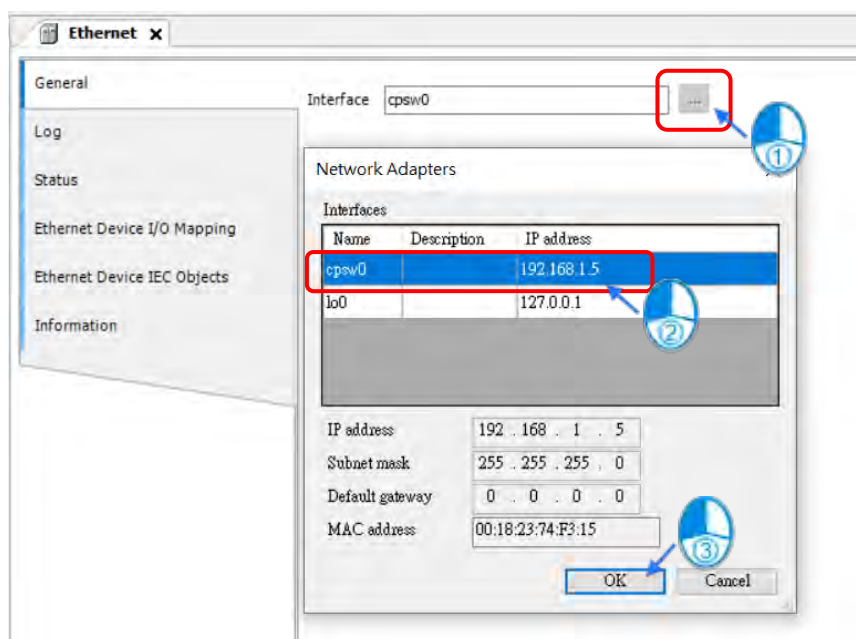 Ethernet x
General
Log
Status
Ethernet Device I/O Mapping
Ethernet Device IEC Objects
Information
Interface cpsw0 ...
①
Network Adapters
Interfaces
Name Description IP address
cpsw0 192.168.1.5
lo0 127.0.0.1
②
IP address 192 . 168 . 1 . 5
Subnet mask 255 . 255 . 255 . 0
Default gateway 0 . 0 . 0 . 0
MAC address 00:18:23:74:F3:15
③
OK Cancel